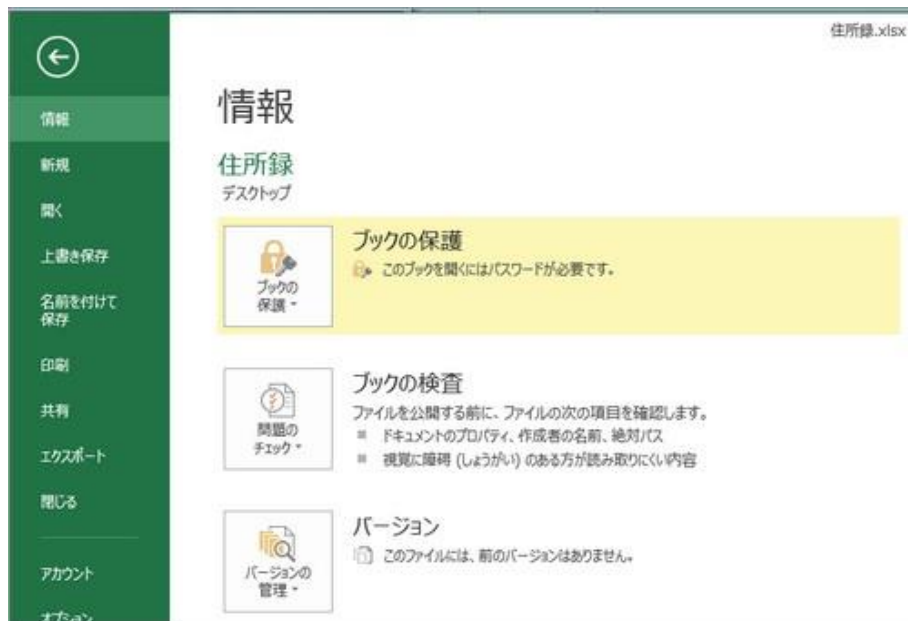 住所録.xlsx
情報
新規
開く
上書き保存
名前を付けて
保存
印刷
共有
エクスポート
閉じる
アカウント
オプション
情報
住所録
デスクトップ
ブックの
保護
ブックの保護
このブックを開くにはパスワードが必要です。
問題の
チェック
ブックの検査
ファイルを公開する前に、ファイルの次の項目を確認します。
ドキュメントのプロパティ、作成者の名前、絶対パス
視覚に障碍 (しょうがい) のある方が読み取りにくい内容
バージョンの
管理
バージョン
このファイルには、前のバージョンはありません。